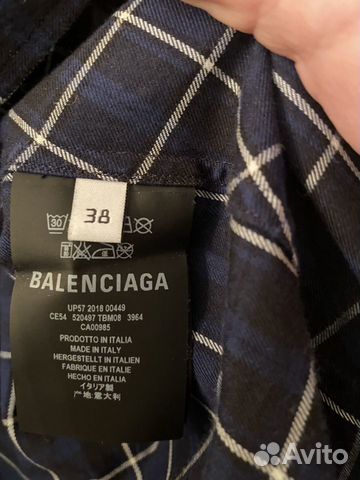 38
30
BALENCIAGA
UP57 2018 00449
CE54 520497 TBM08 3964
CA00985
PRODOTTO IN ITALIA
MADE IN ITALY
HERGESTELLT IN ITALIEN
FABRIQUE EN ITALIE
HECHO EN ITALIA
イタリア製
产地:意大利
Avito